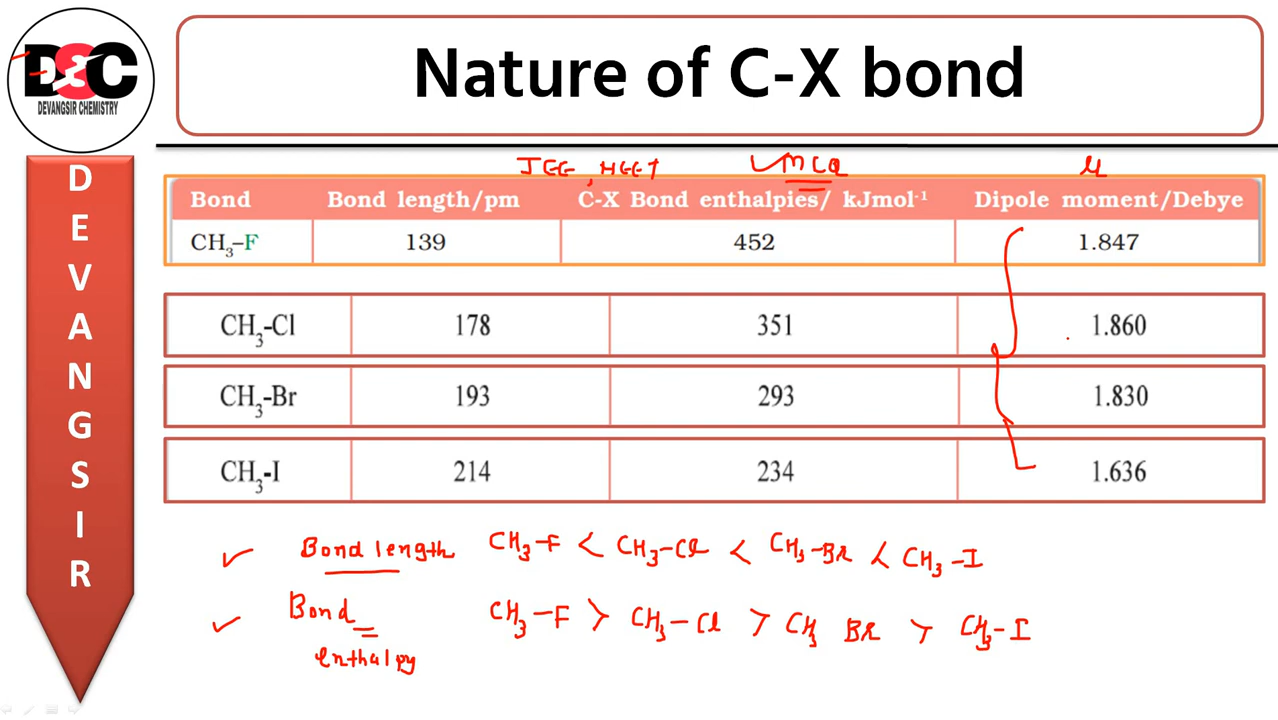 DSC
DEVANGSIR CHEMISTRY
Nature of C-X bond
D
E
V
A
N
G
S
I
R
JEE, NEET ✓MCQ μ
Bond Bond length/pm C-X Bond enthalpies/ kJmol⁻¹ Dipole moment/Debye
CH₃–F 139 452 1.847
CH₃-Cl 178 351 1.860
CH₃-Br 193 293 1.830
CH₃-I 214 234 1.636
✓ Bond length CH₃–F < CH₃–Cl < CH₃–Br < CH₃–I
✓ Bond CH₃–F > CH₃–Cl > CH₃ Br > CH₃–I
enthalpy